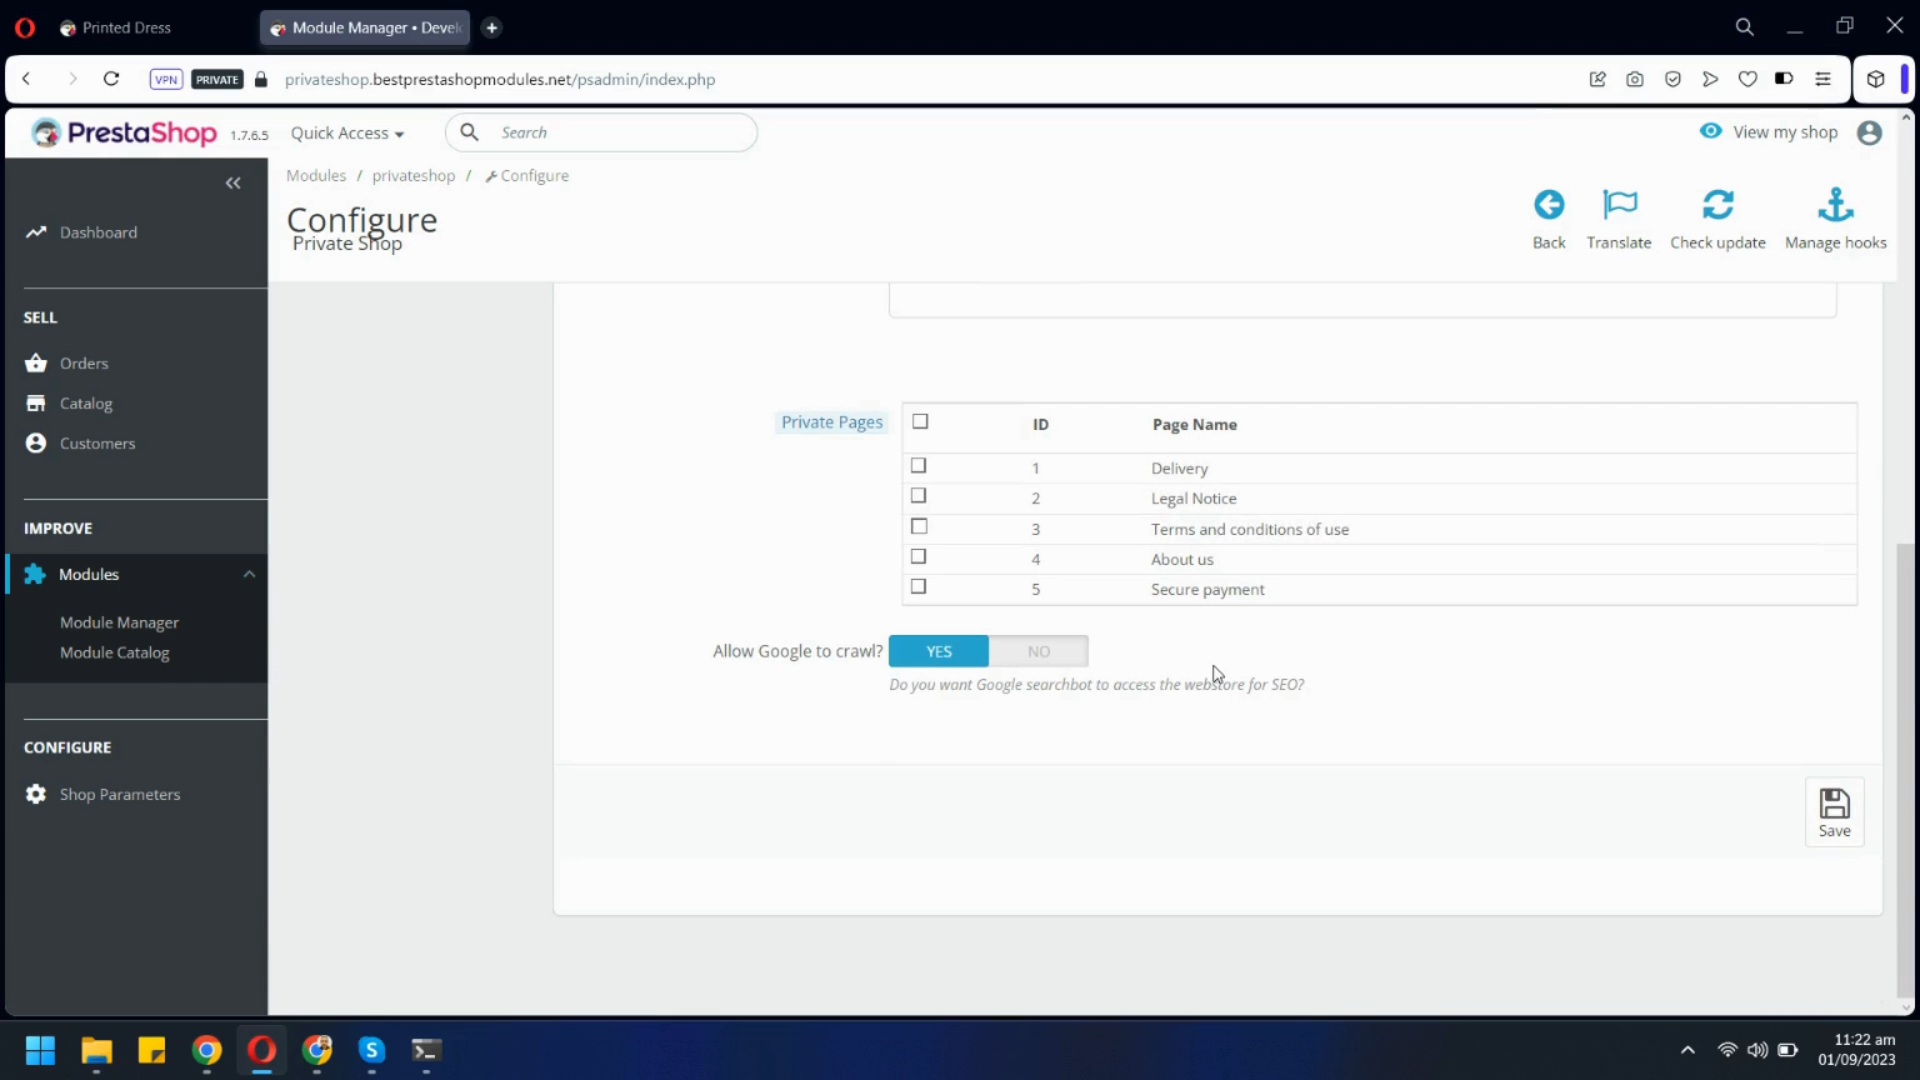 Printed Dress
Module Manager • Devel
VPN
PRIVATE
privateshop.bestprestashopmodules.net/psadmin/index.php
PrestaShop 1.7.6.5
Quick Access
Search
View my shop
Modules / privateshop / Configure
Configure
Private Shop
Back
Translate
Check update
Manage hooks
Dashboard
SELL
Orders
Catalog
Customers
IMPROVE
Modules
Module Manager
Module Catalog
CONFIGURE
Shop Parameters
Private Pages
ID Page Name
1 Delivery
2 Legal Notice
3 Terms and conditions of use
4 About us
5 Secure payment
Allow Google to crawl? YES NO
Do you want Google searchbot to access the webstore for SEO?
Save
11:22 am
01/09/2023